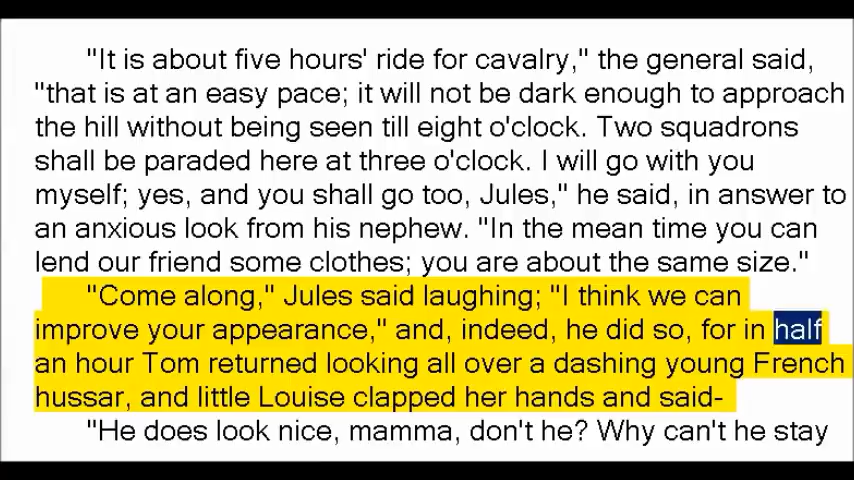 "It is about five hours' ride for cavalry," the general said,
"that is at an easy pace; it will not be dark enough to approach
the hill without being seen till eight o'clock. Two squadrons
shall be paraded here at three o'clock. I will go with you
myself; yes, and you shall go too, Jules," he said, in answer to
an anxious look from his nephew. "In the mean time you can
lend our friend some clothes; you are about the same size."
"Come along," Jules said laughing; "I think we can
improve your appearance," and, indeed, he did so, for in half
an hour Tom returned looking all over a dashing young French
hussar, and little Louise clapped her hands and said-
"He does look nice, mamma, don't he? Why can't he stay